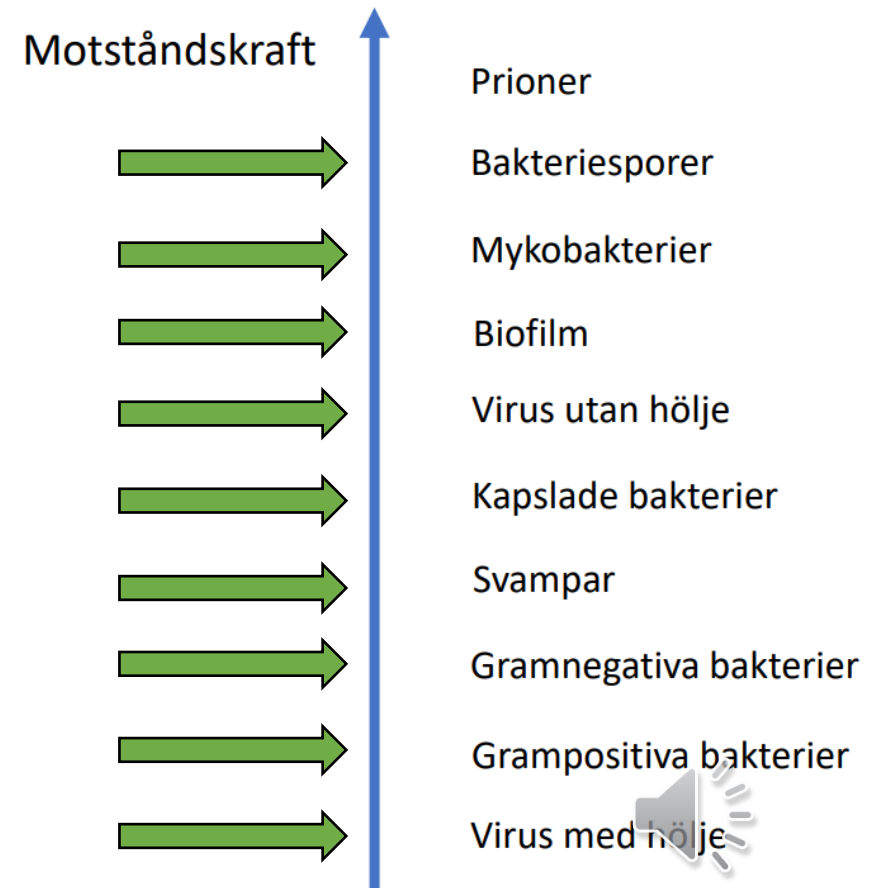 Motståndskraft
Prioner
Bakteriesporer
Mykobakterier
Biofilm
Virus utan hölje
Kapslade bakterier
Svampar
Gramnegativa bakterier
Grampositiva bakterier
Virus med hölje